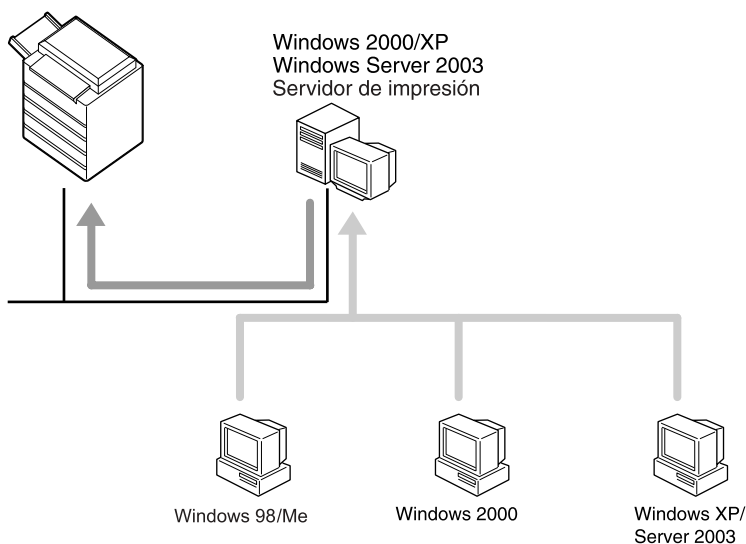 Windows 2000/XP
Windows Server 2003
Servidor de impresión
Windows 98/Me
Windows 2000
Windows XP/
Server 2003